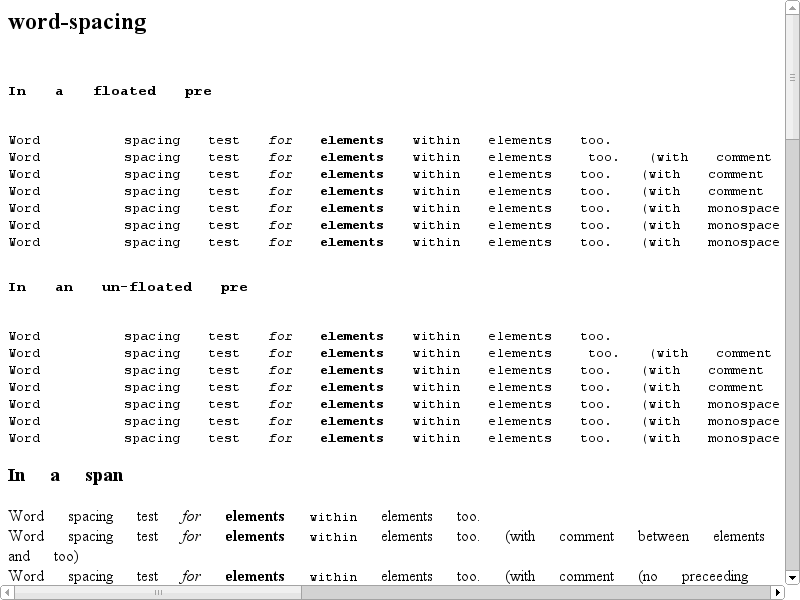 word-spacing
In a floated pre
Word spacing test for elements within elements too.
Word spacing test for elements within elements too. (with comment
Word spacing test for elements within elements too. (with comment
Word spacing test for elements within elements too. (with comment
Word spacing test for elements within elements too. (with monospace
Word spacing test for elements within elements too. (with monospace
Word spacing test for elements within elements too. (with monospace
In an un-floated pre
Word spacing test for elements within elements too.
Word spacing test for elements within elements too. (with comment
Word spacing test for elements within elements too. (with comment
Word spacing test for elements within elements too. (with comment
Word spacing test for elements within elements too. (with monospace
Word spacing test for elements within elements too. (with monospace
Word spacing test for elements within elements too. (with monospace
In a span
Word spacing test for elements within elements too.
Word spacing test for elements within elements too. (with comment between elements
and too)
Word spacing test for elements within elements too. (with comment (no preceeding